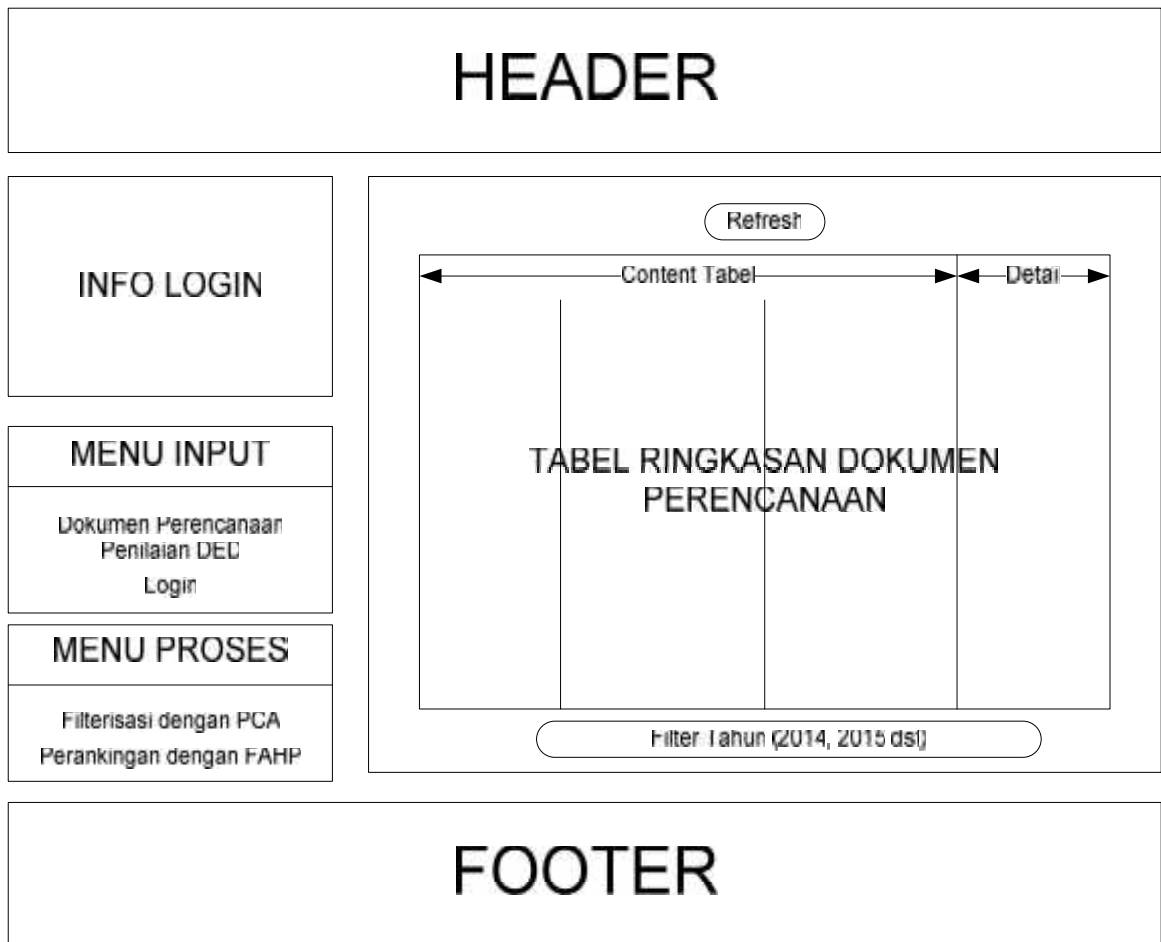 HEADER
INFO LOGIN
MENU INPUT
Dokumen Perencanaan
Penilaian DED
Login
MENU PROSES
Filterisasi dengan PCA
Perankingan dengan FAHP
Refresh
Content Tabel
Detail
TABEL RINGKASAN DOKUMEN
PERENCANAAN
Filter Tahun (2014, 2015 dst)
FOOTER